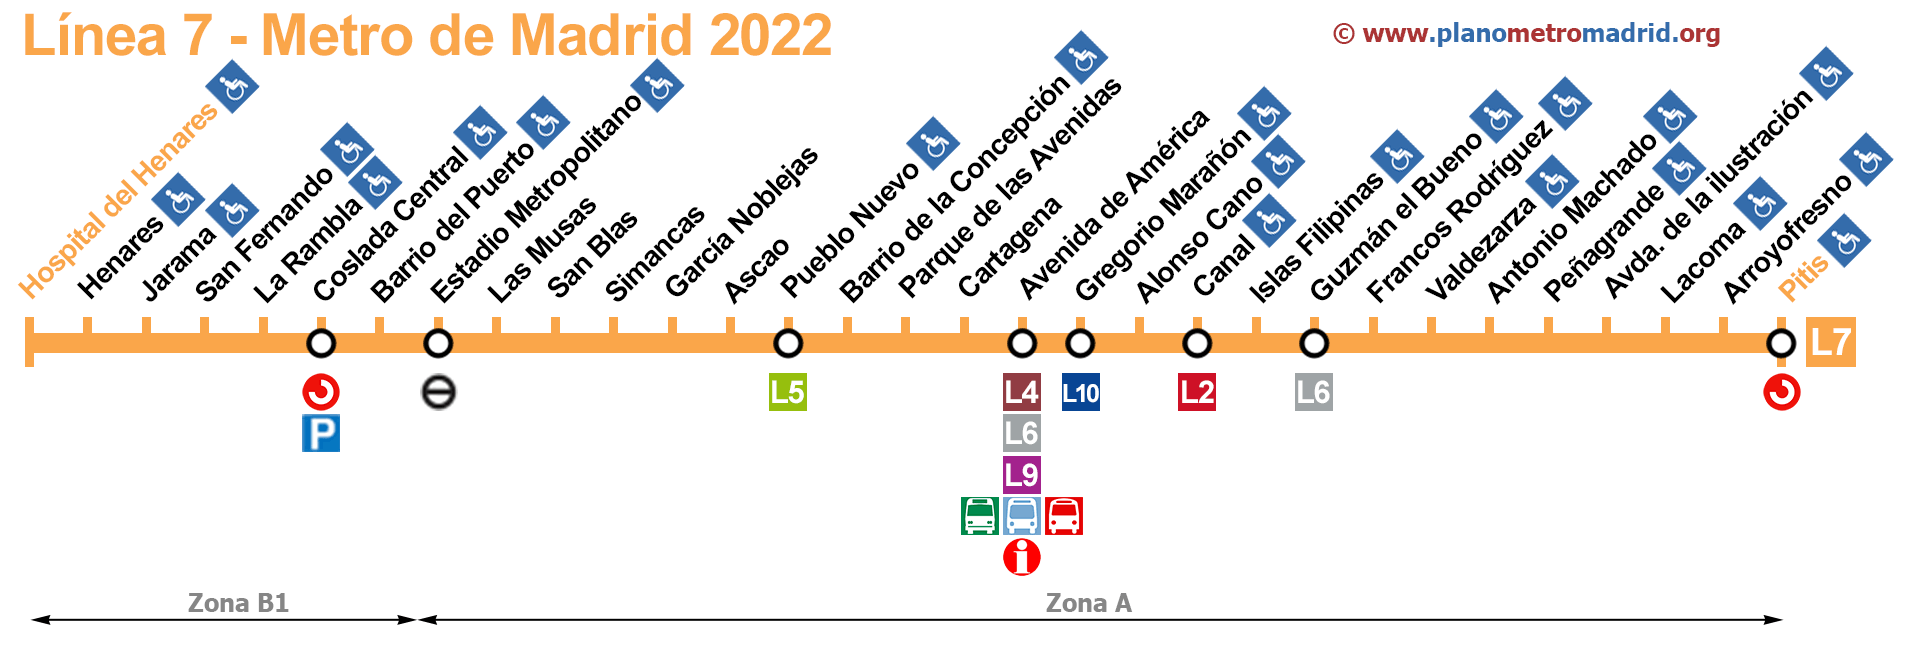 Línea 7 - Metro de Madrid 2022
© www.planometromadrid.org
Hospital del Henares
Henares
Jarama
San Fernando
La Rambla
Coslada Central
Barrio del Puerto
Estadio Metropolitano
Las Musas
San Blas
Simancas
García Noblejas
Ascao
Pueblo Nuevo
Barrio de la Concepción
Parque de las Avenidas
Cartagena
Avenida de América
Gregorio Marañón
Alonso Cano
Canal
Islas Filipinas
Guzmán el Bueno
Francos Rodríguez
Valdezarza
Antonio Machado
Peñagrande
Avda. de la ilustración
Lacoma
Arroyofresno
Pitis
L7
P
L5
L4
L6
L9
i
L10
L2
L6
Zona B1
Zona A